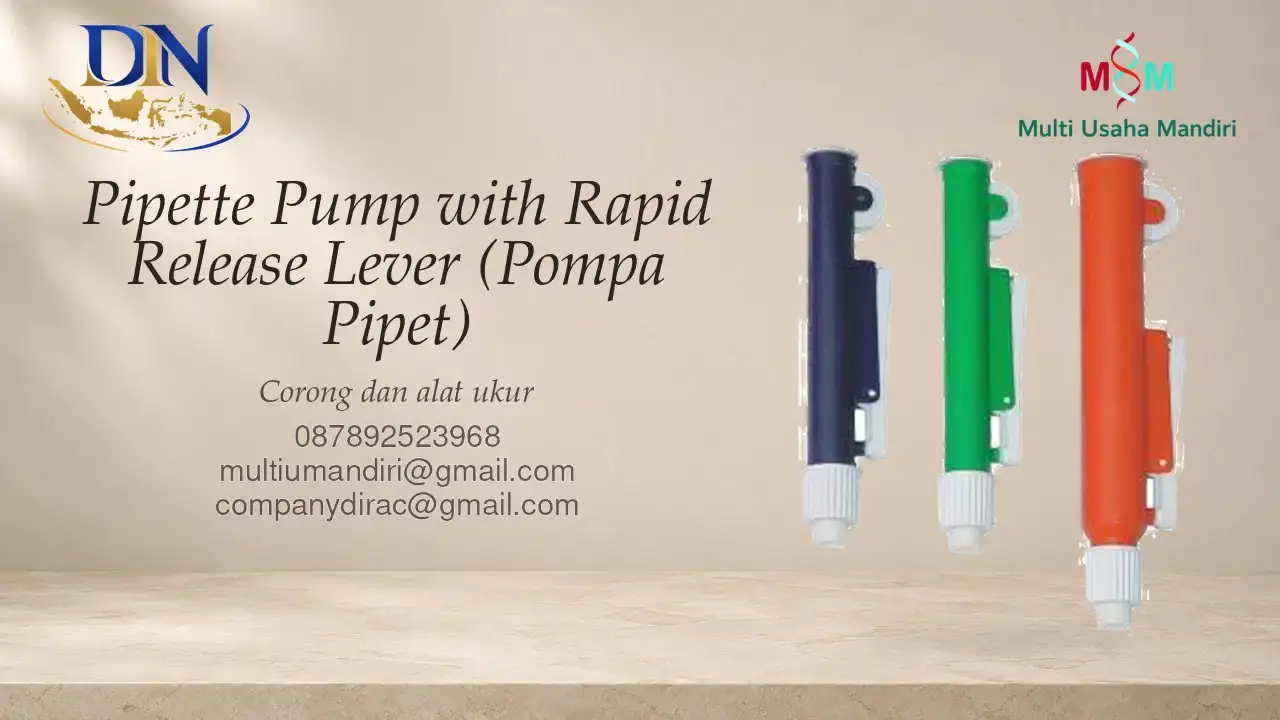 DN
MSM
Multi Usaha Mandiri
Pipette Pump with Rapid
Release Lever (Pompa
Pipet)
Corong dan alat ukur
087892523968
multiumandiri@gmail.com
companydirac@gmail.com